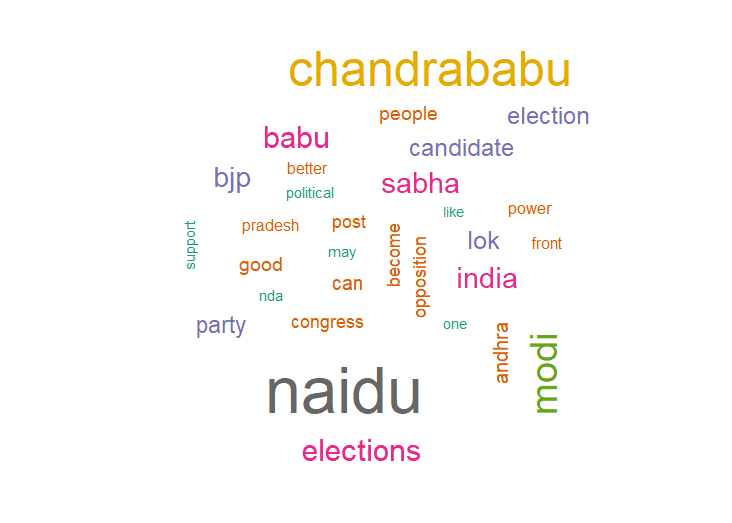 chandrababu
people
election
babu
candidate
better
bjp
sabha
political
like
power
pradesh
post
support
may
become
opposition
lok
front
good
can
india
nda
party
congress
one
andhra
modi
naidu
elections